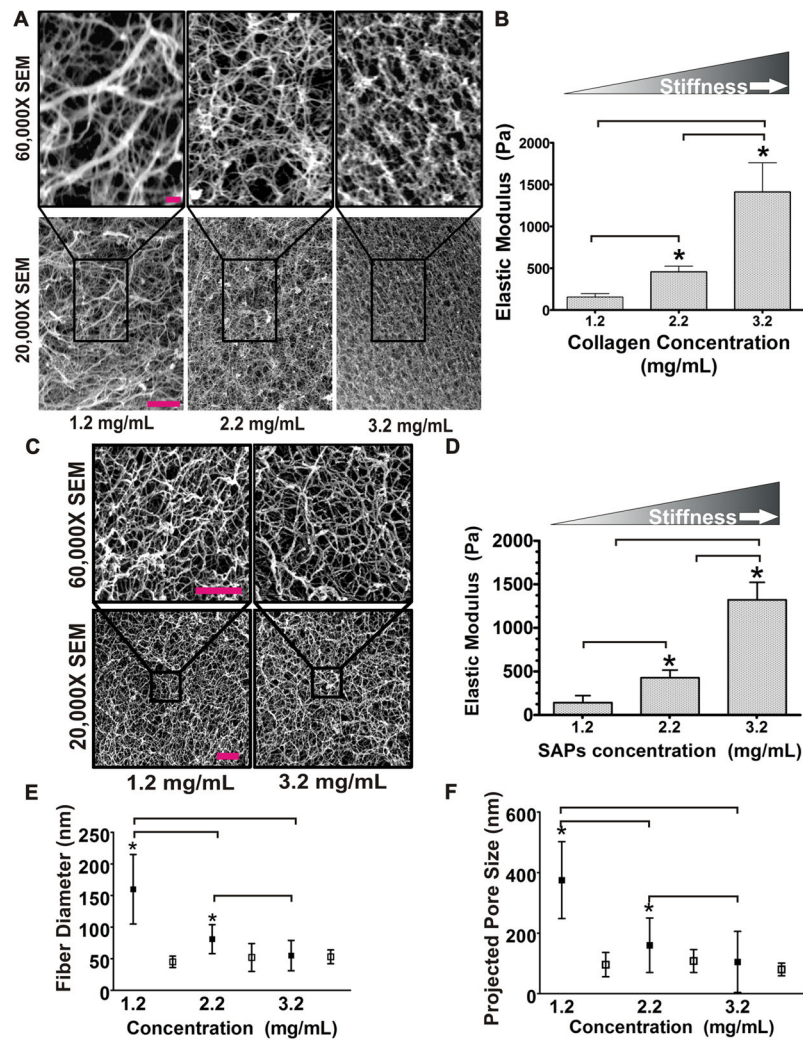 A
60,000X SEM
20,000X SEM
1.2 mg/mL
2.2 mg/mL
3.2 mg/mL
B
Stiffness
Elastic Modulus (Pa)
2000
1500
1000
500
0
*
*
1.2
2.2
3.2
Collagen Concentration
(mg/mL)
C
60,000X SEM
20,000X SEM
1.2 mg/mL
3.2 mg/mL
D
Stiffness
Elastic Modulus (Pa)
2000
1500
1000
500
0
*
*
1.2
2.2
3.2
SAPs concentration (mg/mL)
E
Fiber Diameter (nm)
250
200
150
100
50
0
*
*
1.2
2.2
3.2
Concentration (mg/mL)
F
Projected Pore Size (nm)
600
400
200
0
*
*
1.2
2.2
3.2
Concentration (mg/mL)